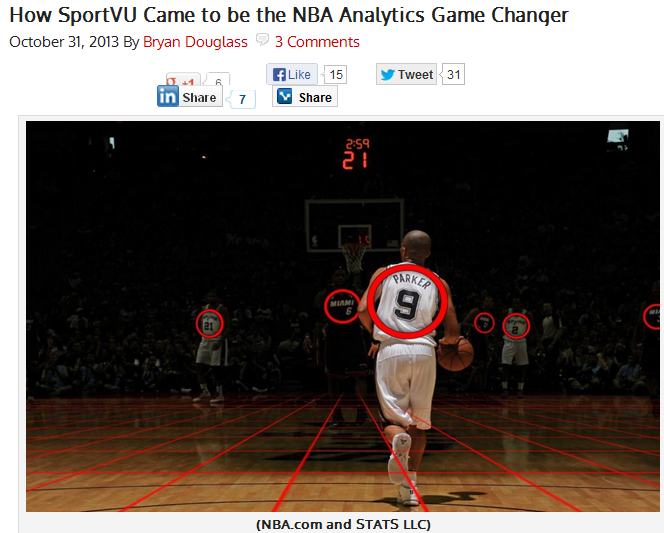 How SportVU Came to be the NBA Analytics Game Changer
October 31, 2013 By Bryan Douglass 3 Comments
+1 6
Like 15
Tweet 31
in Share 7
Share
2:59
21
PARKER
9
MIAMI
6
21
2
(NBA.com and STATS LLC)